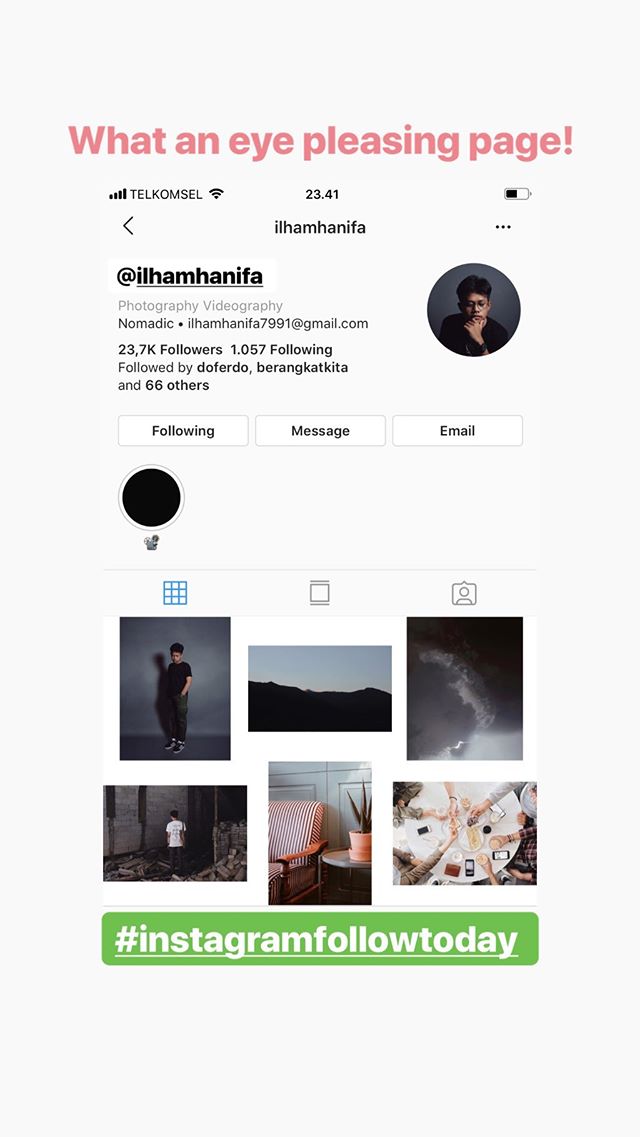 What an eye pleasing page!
TELKOMSEL 23.41
ilhamhanifa
@ilhamhanifa
Photography Videography
Nomadic • ilhamhanifa7991@gmail.com
23,7K Followers 1.057 Following
Followed by doferdo, berangkatkita
and 66 others
Following Message Email
#instagramfollowtoday